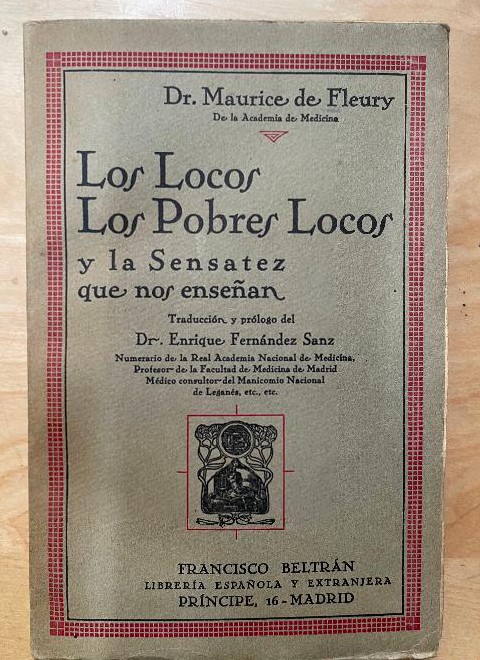 Dr. Maurice de Fleury
De la Academia de Medicina
Los Locos
Los Pobres Locos
y la Sensatez
que nos enseñan
Traducción y prólogo del
Dr. Enrique Fernández Sanz
Numerario de la Real Academia Nacional de Medicina,
Profesor de la Facultad de Medicina de Madrid
Médico consultor del Manicomio Nacional
de Leganés, etc., etc.
FRANCISCO BELTRÁN
LIBRERÍA ESPAÑOLA Y EXTRANJERA
PRÍNCIPE, 16 - MADRID